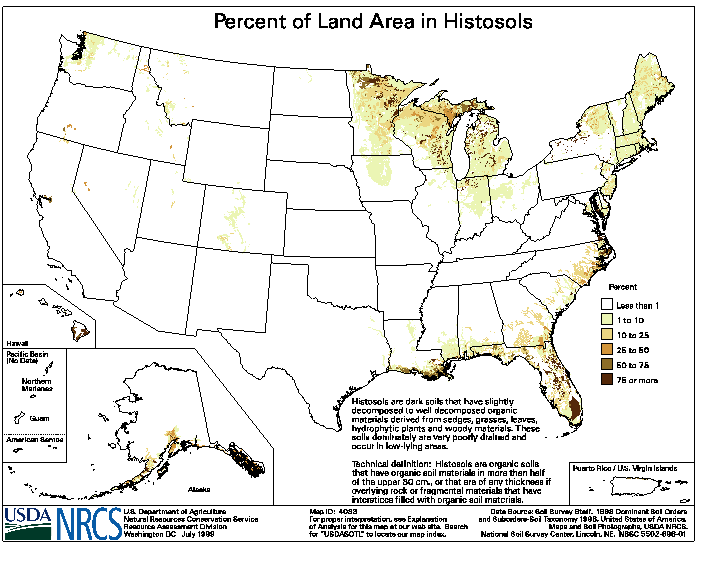 Percent of Land Area in Histosols
Percent
Less than 1
1 to 10
10 to 25
25 to 50
50 to 75
75 or more
Hawaii
Pacific Basin
(No Data)
Northern
Marianas
Guam
American Samoa
Alaska
Puerto Rico / U.S. Virgin Islands
Histosols are dark soils that have slightly
decomposed to well decomposed organic
materials derived from sedges, grasses, leaves,
hydrophytic plants and woody materials. These
soils dominately are very poorly drained and
occur in low-lying areas.
Technical definition: Histosols are organic soils
that have organic soil materials in more than half
of the upper 80 cm., or that are of any thickness if
overlying rock or fragmental materials that have
interstices filled with organic soil materials.
USDA
NRCS
U.S. Department of Agriculture
Natural Resources Conservation Service
Resource Assessment Division
Washington DC July 1999
Map ID: 4033
For proper interpretation, see Explanation
of Analysis for this map at our web site. Search
for "USDASOTL" to locate our map index.
Data Source: Soil Survey Staff. 1998 Dominant Soil Orders
and Suborders-Soil Taxonomy 1998, United States of America.
Maps and Soil Photographs, USDA NRCS.
National Soil Survey Center, Lincoln, NE.